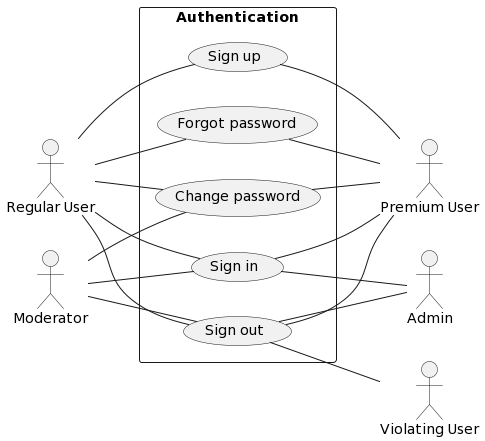 Authentication
Sign up
Forgot password
Change password
Regular User
Premium User
Sign in
Moderator
Sign out
Admin
Violating User